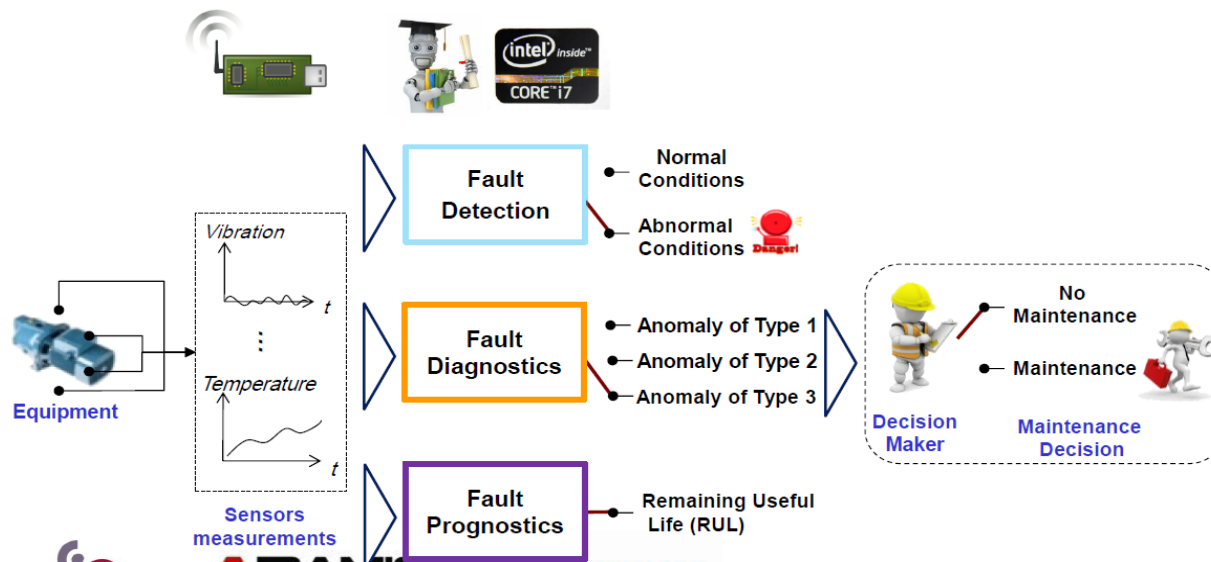 intel inside™
CORE™ i7
Fault
Detection
Normal
Conditions
Abnormal
Conditions
Danger!
Vibration
t
⋮
Temperature
t
Equipment
Sensors
measurements
Fault
Diagnostics
Anomaly of Type 1
Anomaly of Type 2
Anomaly of Type 3
Fault
Prognostics
Remaining Useful
Life (RUL)
No
Maintenance
Maintenance
Decision
Maker
Maintenance
Decision